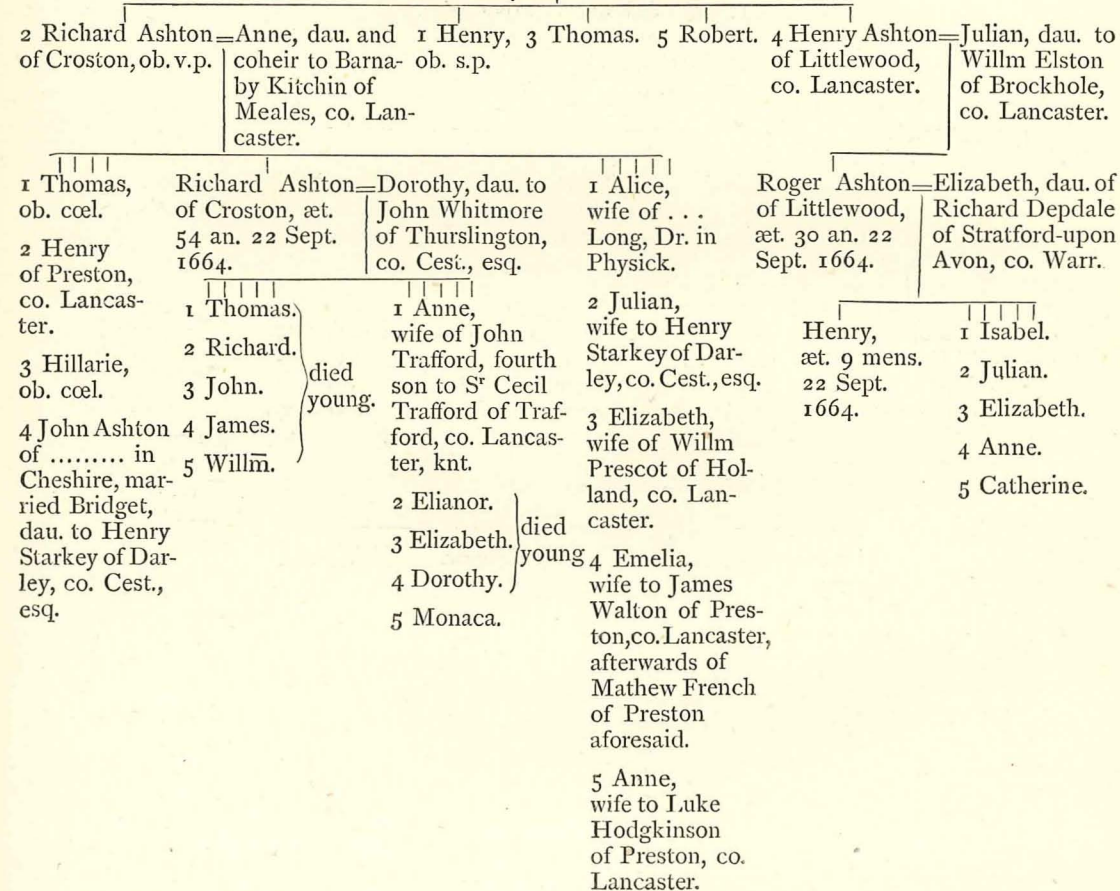 2 Richard Ashton=Anne, dau. and
of Croston, ob. v.p.
coheir to Barna-
by Kitchin of
Meales, co. Lan-
caster.
1 Henry,
ob. s.p.
3 Thomas.
5 Robert.
4 Henry Ashton=Julian, dau. to
of Littlewood,
co. Lancaster.
Willm Elston
of Brockhole,
co. Lancaster.
1 Thomas,
ob. cœl.
2 Henry
of Preston,
co. Lancas-
ter.
3 Hillarie,
ob. cœl.
4 John Ashton
of ......... in
Cheshire, mar-
ried Bridget,
dau. to Henry
Starkey of Dar-
ley, co. Cest.,
esq.
Richard Ashton=Dorothy, dau. to
of Croston, æt.
54 an. 22 Sept.
1664.
John Whitmore
of Thurslington,
co. Cest., esq.
1 Thomas.
2 Richard.
3 John.
4 James.
5 Willm̄.
died
young.
1 Anne,
wife of John
Trafford, fourth
son to Sʳ Cecil
Trafford of Traf-
ford, co. Lancas-
ter, knt.
2 Elianor.
3 Elizabeth.
4 Dorothy.
died
young
5 Monaca.
1 Alice,
wife of . . .
Long, Dr. in
Physick.
2 Julian,
wife to Henry
Starkey of Dar-
ley, co. Cest., esq.
3 Elizabeth,
wife of Willm
Prescot of Hol-
land, co. Lan-
caster.
4 Emelia,
wife to James
Walton of Pres-
ton, co. Lancaster,
afterwards of
Mathew French
of Preston
aforesaid.
5 Anne,
wife to Luke
Hodgkinson
of Preston, co.
Lancaster.
Roger Ashton=Elizabeth, dau. of
of Littlewood,
æt. 30 an. 22
Sept. 1664.
Richard Depdale
of Stratford-upon
Avon, co. Warr.
Henry,
æt. 9 mens.
22 Sept.
1664.
1 Isabel.
2 Julian.
3 Elizabeth.
4 Anne.
5 Catherine.